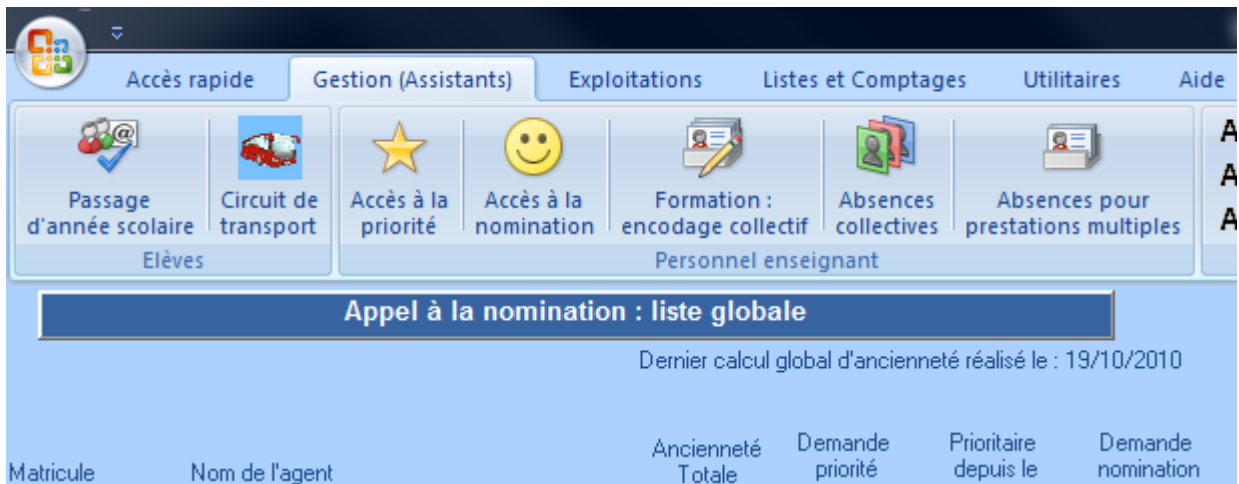 Accès rapide Gestion (Assistants) Exploitations Listes et Comptages Utilitaires Aide
Passage d'année scolaire
Circuit de transport
Accès à la priorité
Accès à la nomination
Formation : encodage collectif
Absences collectives
Absences pour prestations multiples
A
A
A
Elèves Personnel enseignant
Appel à la nomination : liste globale
Dernier calcul global d'ancienneté réalisé le : 19/10/2010
Matricule Nom de l'agent Ancienneté Totale Demande priorité Prioritaire depuis le Demande nomination